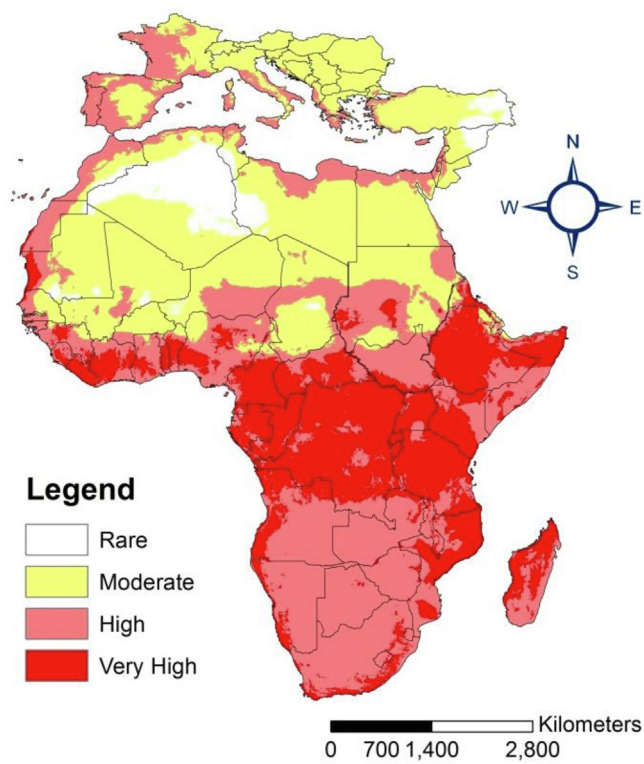 N
W E
S
Legend
Rare
Moderate
High
Very High
Kilometers
0 700 1,400 2,800